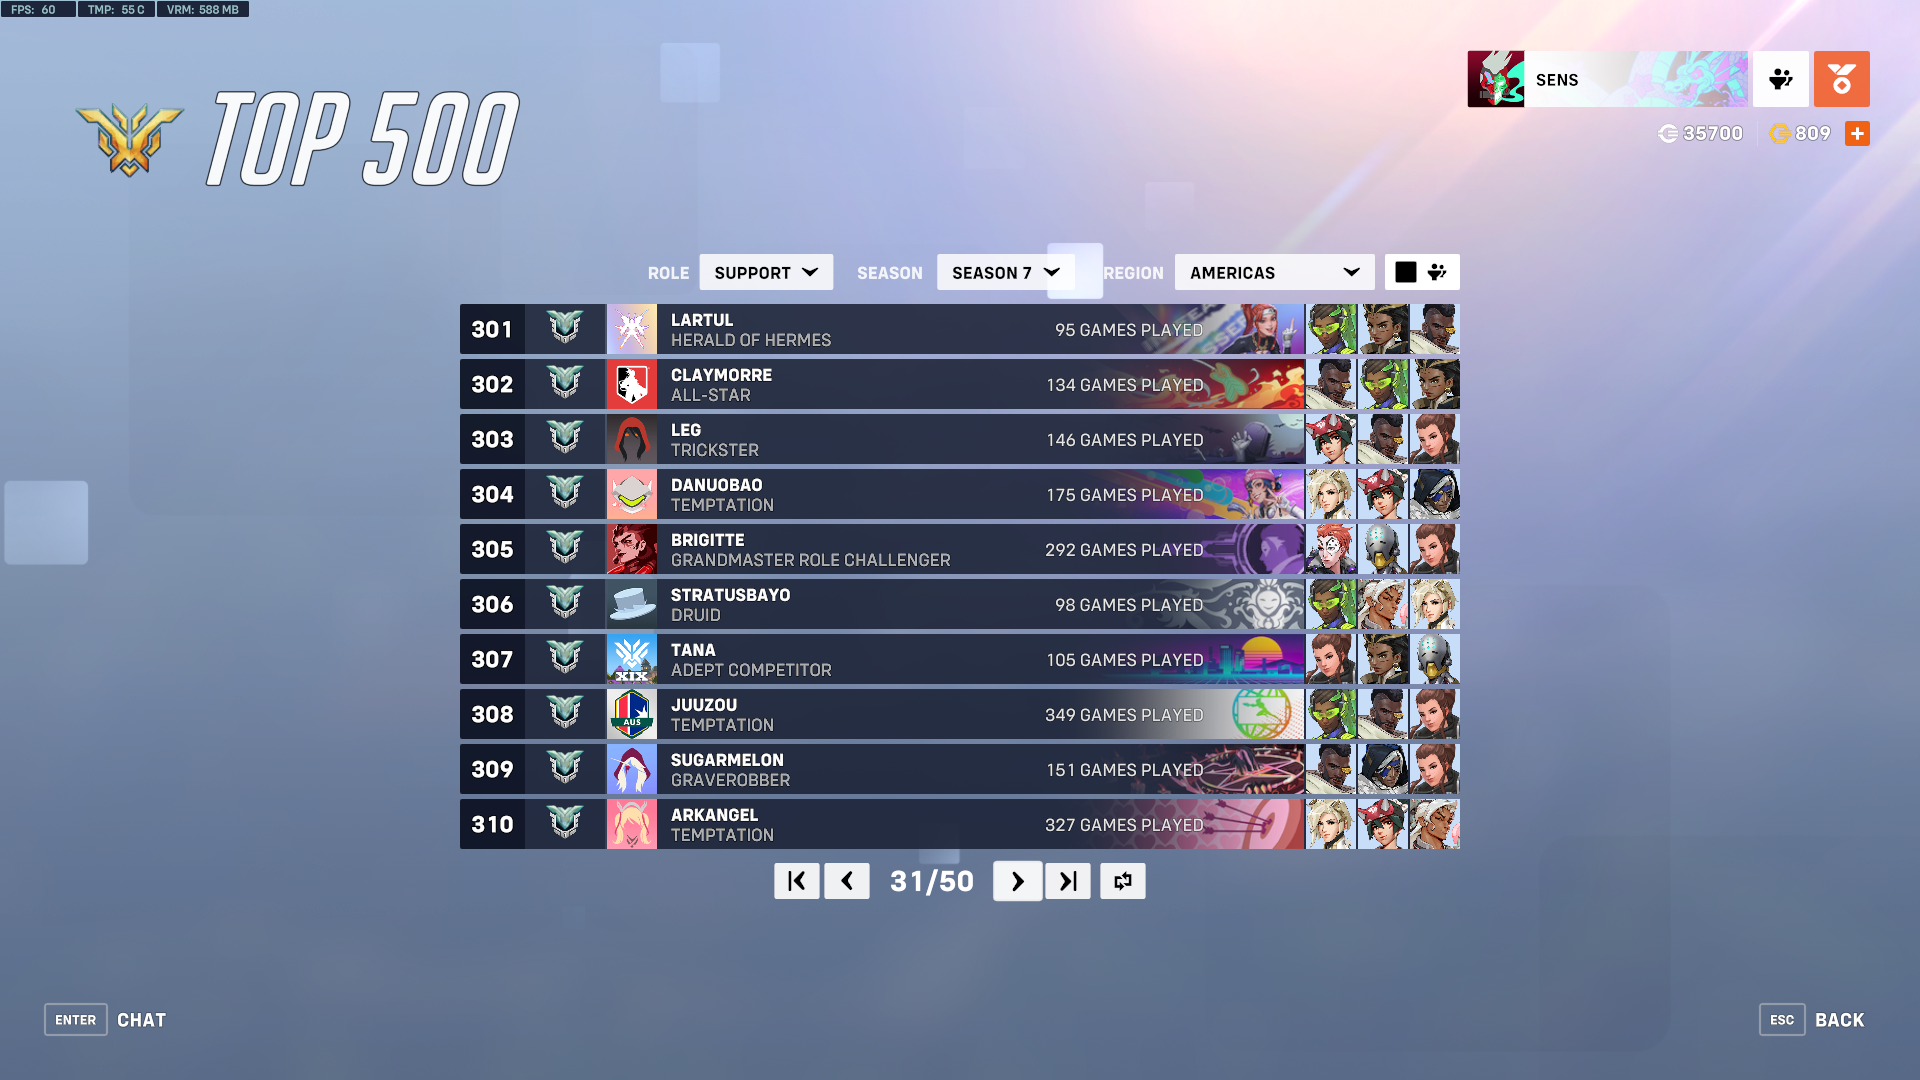 FPS: 60 TMP: 55 C VRM: 588 MB
TOP 500
SENS
35700 809
ROLE SUPPORT SEASON SEASON 7 REGION AMERICAS
301 LARTUL 95 GAMES PLAYED
HERALD OF HERMES
302 CLAYMORRE 134 GAMES PLAYED
ALL-STAR
303 LEG 146 GAMES PLAYED
TRICKSTER
304 DANUOBAO 175 GAMES PLAYED
TEMPTATION
305 BRIGITTE 292 GAMES PLAYED
GRANDMASTER ROLE CHALLENGER
306 STRATUSBAYO 98 GAMES PLAYED
DRUID
307 TANA 105 GAMES PLAYED
XIX ADEPT COMPETITOR
308 JUUZOU 349 GAMES PLAYED
AUS TEMPTATION
309 SUGARMELON 151 GAMES PLAYED
GRAVEROBBER
310 ARKANGEL 327 GAMES PLAYED
TEMPTATION
31/50
ENTER CHAT
ESC BACK